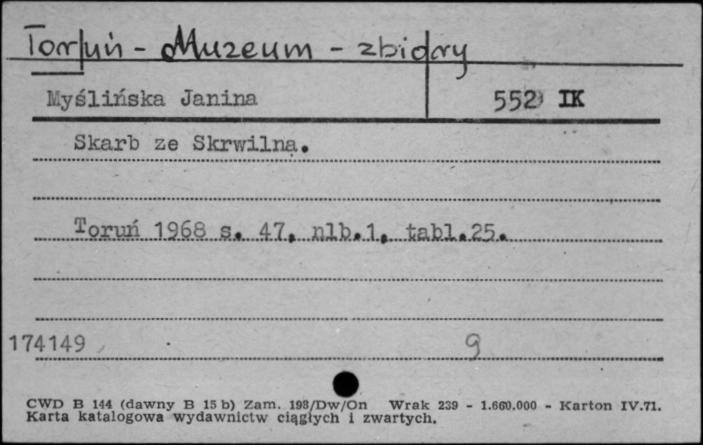 Toruń - Muzeum - zbiory
Myślińska Janina 552 IK
Skarb ze Skrwilna.
Toruń 1968 s. 47, nlb.1, tabl.25.
174149 9
CWD B 144 (dawny B 15 b) Zam. 198/Dw/On Wrak 239 - 1.660.000 - Karton IV.71.
Karta katalogowa wydawnictw ciągłych i zwartych.